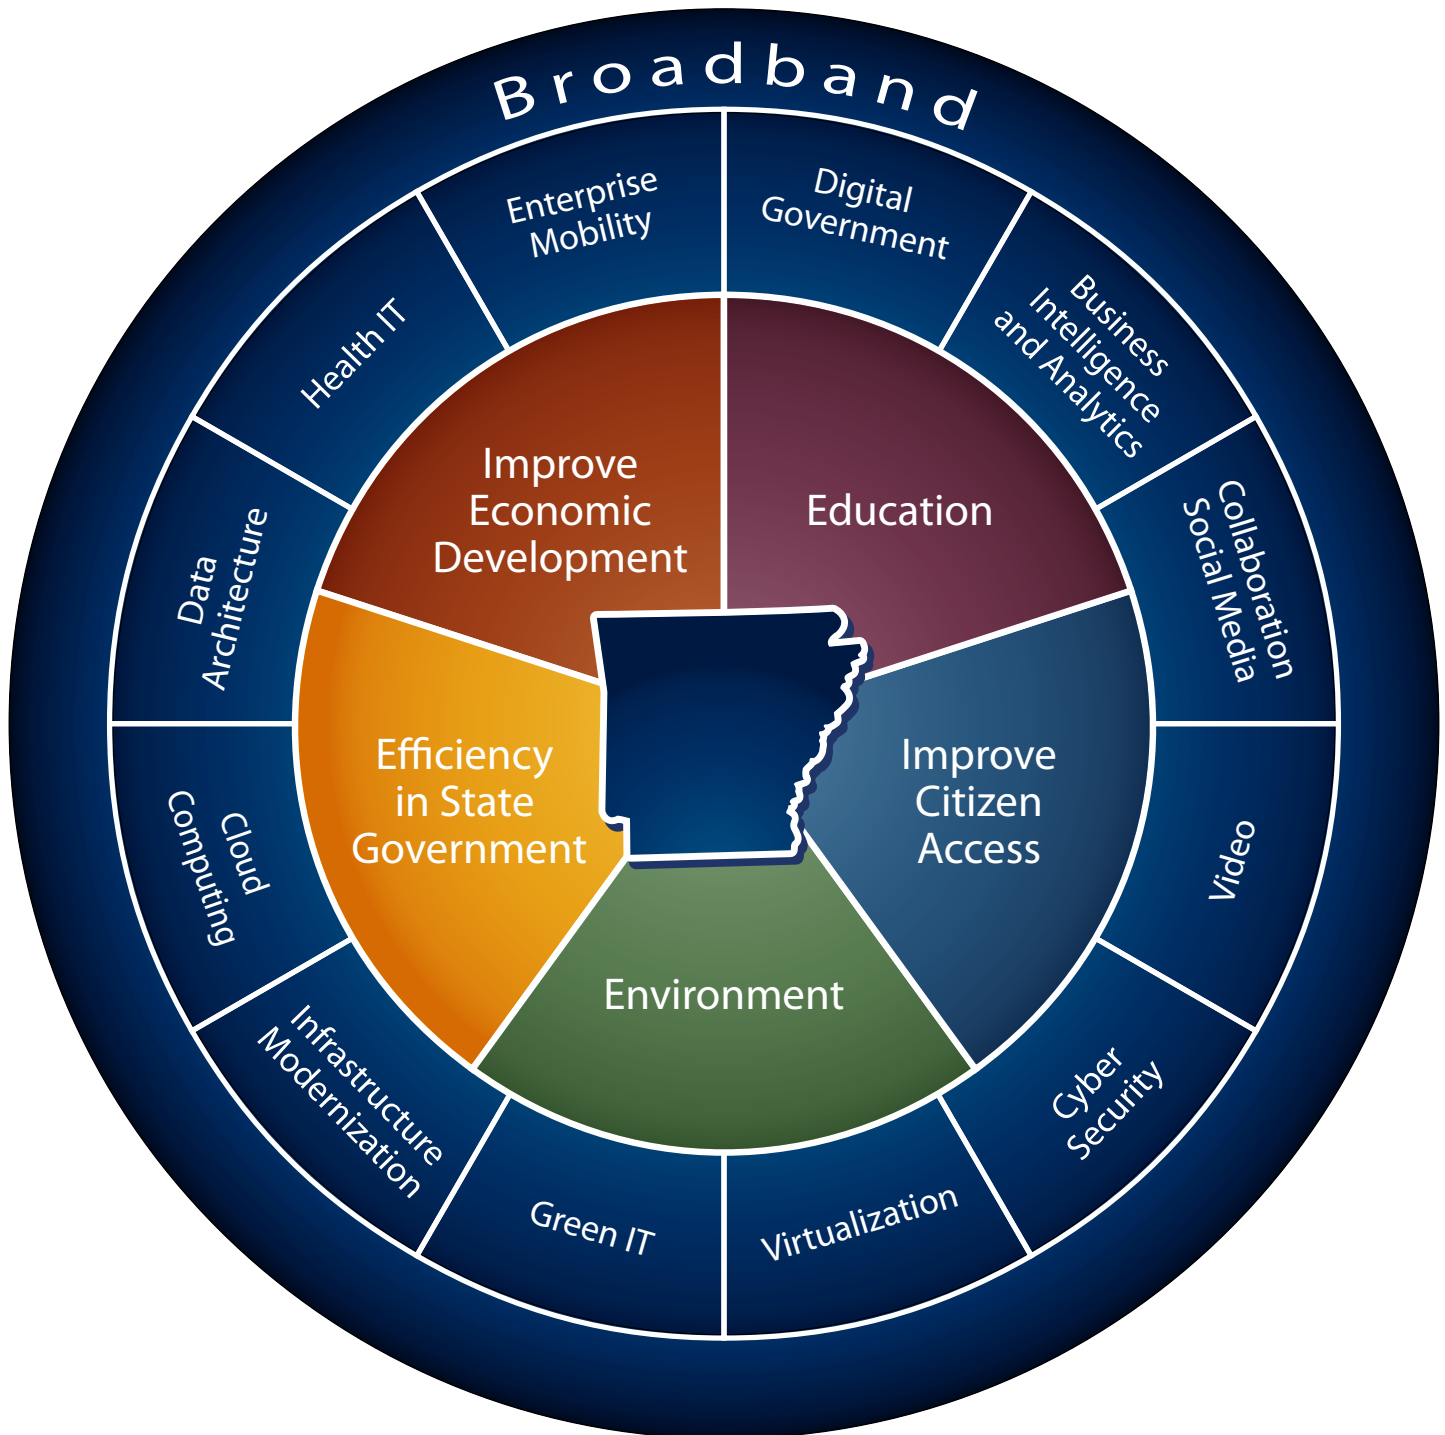 Broadband
Digital
Government
Business
Intelligence
and Analytics
Collaboration
Social Media
Video
Cyber
Security
Virtualization
Green IT
Infrastructure
Modernization
Cloud
Computing
Data
Architecture
Health IT
Enterprise
Mobility
Improve
Economic
Development
Education
Improve
Citizen
Access
Environment
Efficiency
in State
Government